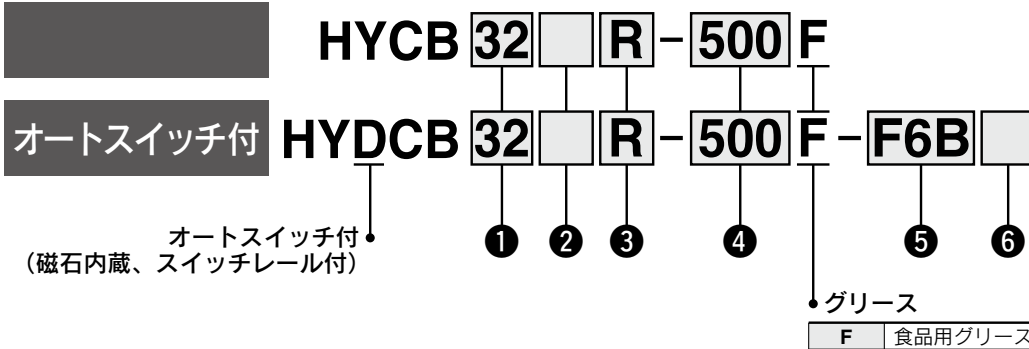 HYCB 32 R - 500 F
オートスイッチ付 HYDCB 32 R - 500 F - F6B
オートスイッチ付
（磁石内蔵、スイッチレール付）
❶ ❷ ❸ ❹ ❺ ❻
グリース
F 食品用グリース